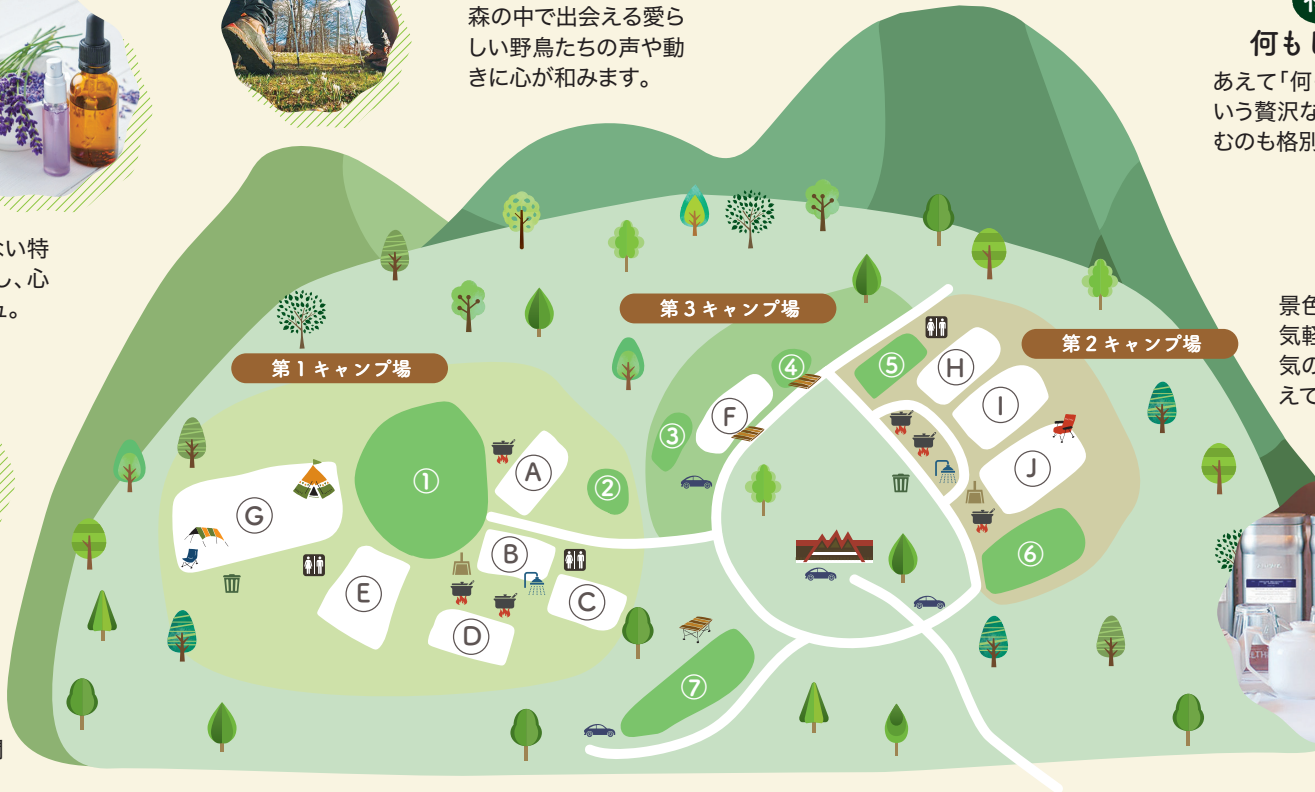 森の中で出会える愛ら
しい野鳥たちの声や動
きに心が和みます。
何も
あえて「何
いう贅沢な
むのも格別
ない特
し、心
ュ。
景色
気軽
気の
えて
第3キャンプ場
第2キャンプ場
第1キャンプ場
④
⑤
H
F
I
③
J
①
A
②
G
B
⑥
E
C
D
⑦